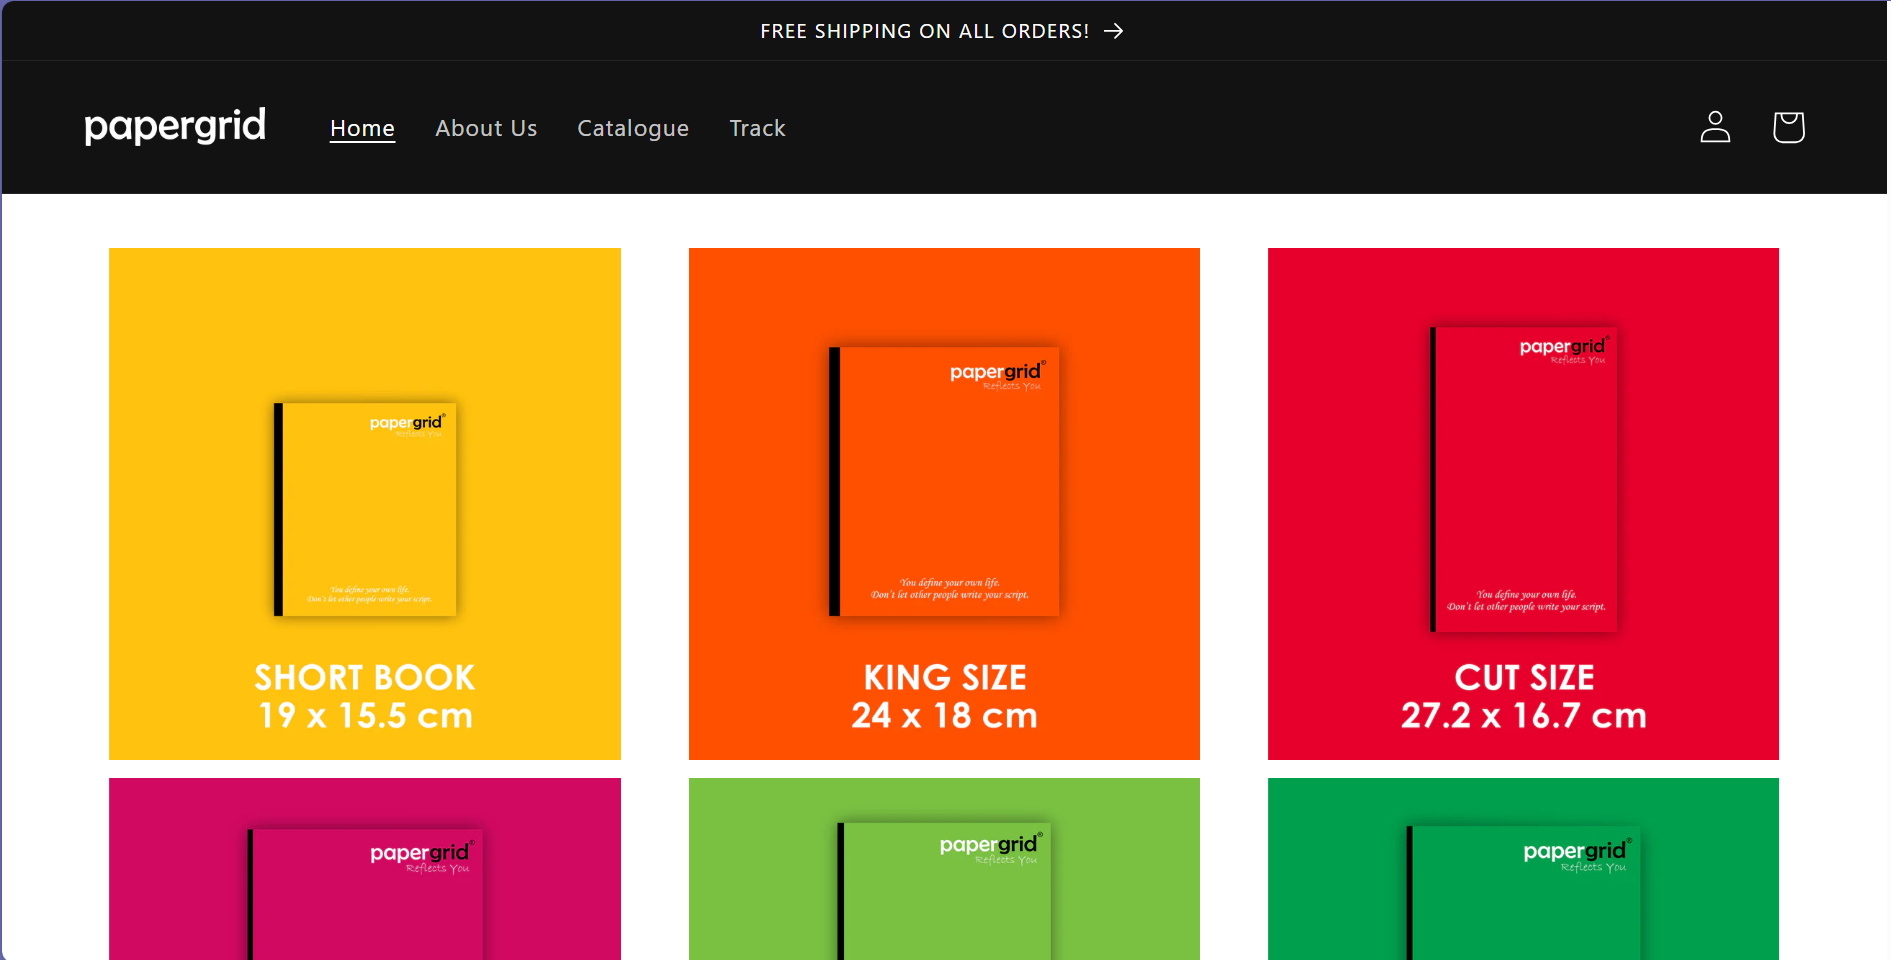 FREE SHIPPING ON ALL ORDERS! →
papergrid Home About Us Catalogue Track
papergrid®
Reflects You
You define your own life.
Don't let other people write your script.
SHORT BOOK
19 x 15.5 cm
papergrid®
Reflects You
You define your own life.
Don't let other people write your script.
KING SIZE
24 x 18 cm
papergrid®
Reflects You
You define your own life.
Don't let other people write your script.
CUT SIZE
27.2 x 16.7 cm
papergrid®
Reflects You
papergrid®
Reflects You
papergrid®
Reflects You